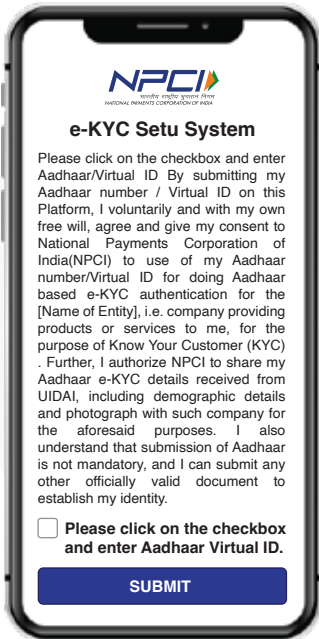 NPCI
भारतीय राष्ट्रीय भुगतान निगम
NATIONAL PAYMENTS CORPORATION OF INDIA
e-KYC Setu System
Please click on the checkbox and enter
Aadhaar/Virtual ID By submitting my
Aadhaar number / Virtual ID on this
Platform, I voluntarily and with my own
free will, agree and give my consent to
National Payments Corporation of
India(NPCI) to use of my Aadhaar
number/Virtual ID for doing Aadhaar
based e-KYC authentication for the
[Name of Entity], i.e. company providing
products or services to me, for the
purpose of Know Your Customer (KYC)
. Further, I authorize NPCI to share my
Aadhaar e-KYC details received from
UIDAI, including demographic details
and photograph with such company for
the aforesaid purposes. I also
understand that submission of Aadhaar
is not mandatory, and I can submit any
other officially valid document to
establish my identity.
Please click on the checkbox
and enter Aadhaar Virtual ID.
SUBMIT